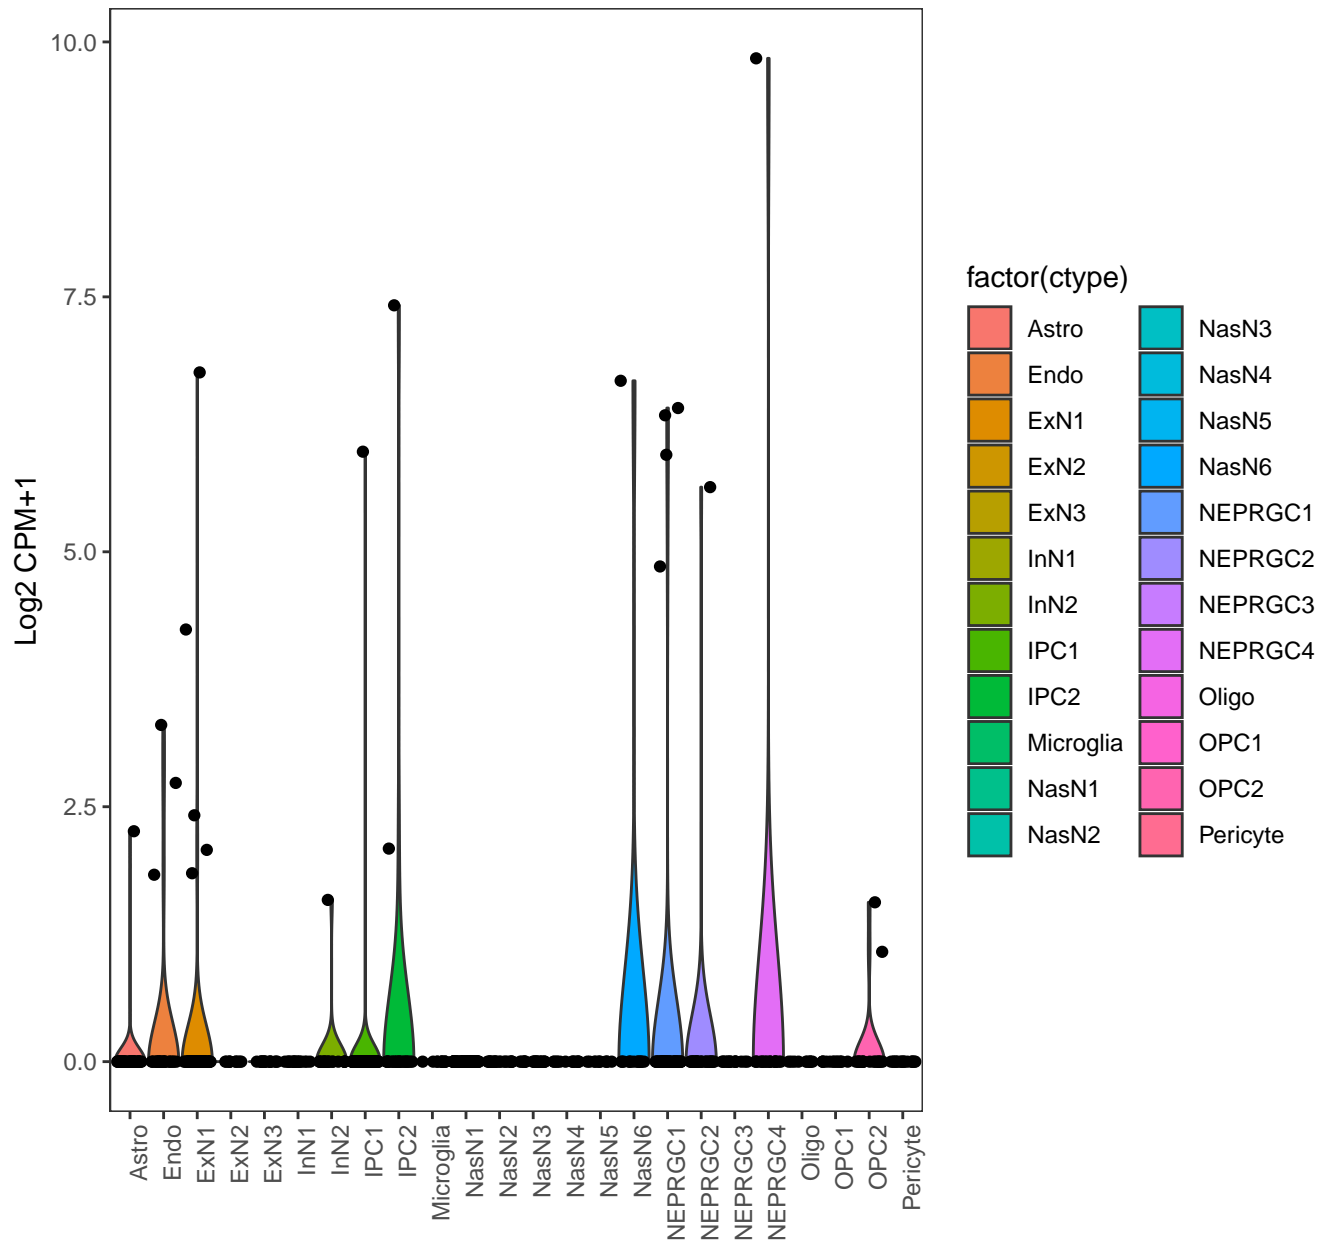 10.0
7.5
5.0
2.5
0.0
Log2 CPM+1
Astro
Endo
ExN1
ExN2
ExN3
InN1
InN2
IPC1
IPC2
Microglia
NasN1
NasN2
NasN3
NasN4
NasN5
NasN6
NEPRGC1
NEPRGC2
NEPRGC3
NEPRGC4
Oligo
OPC1
OPC2
Pericyte
factor(ctype)
Astro
Endo
ExN1
ExN2
ExN3
InN1
InN2
IPC1
IPC2
Microglia
NasN1
NasN2
NasN3
NasN4
NasN5
NasN6
NEPRGC1
NEPRGC2
NEPRGC3
NEPRGC4
Oligo
OPC1
OPC2
Pericyte